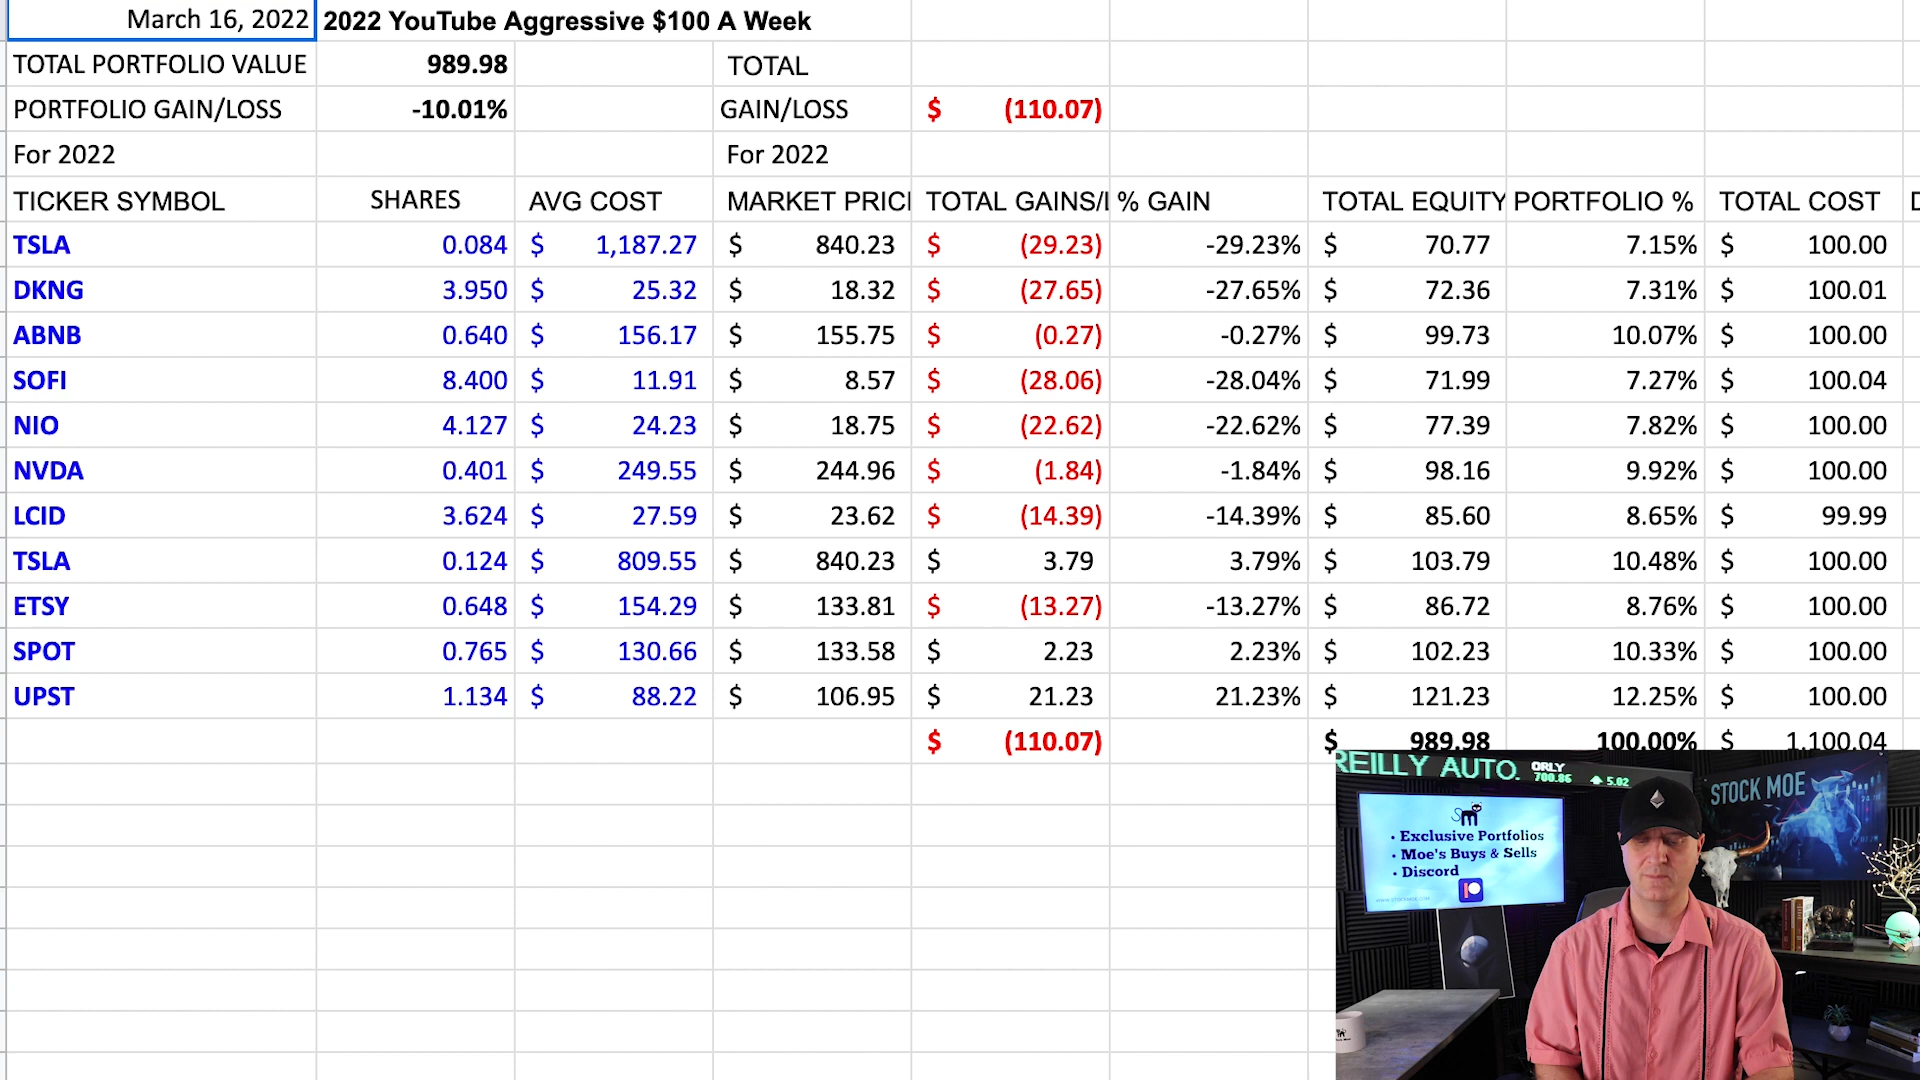 March 16, 2022 2022 YouTube Aggressive $100 A Week
TOTAL PORTFOLIO VALUE 989.98 TOTAL
PORTFOLIO GAIN/LOSS -10.01% GAIN/LOSS $ (110.07)
For 2022 For 2022
TICKER SYMBOL SHARES AVG COST MARKET PRIC TOTAL GAINS/L % GAIN TOTAL EQUITY PORTFOLIO % TOTAL COST
TSLA 0.084 $ 1,187.27 $ 840.23 $ (29.23) -29.23% $ 70.77 7.15% $ 100.00
DKNG 3.950 $ 25.32 $ 18.32 $ (27.65) -27.65% $ 72.36 7.31% $ 100.01
ABNB 0.640 $ 156.17 $ 155.75 $ (0.27) -0.27% $ 99.73 10.07% $ 100.00
SOFI 8.400 $ 11.91 $ 8.57 $ (28.06) -28.04% $ 71.99 7.27% $ 100.04
NIO 4.127 $ 24.23 $ 18.75 $ (22.62) -22.62% $ 77.39 7.82% $ 100.00
NVDA 0.401 $ 249.55 $ 244.96 $ (1.84) -1.84% $ 98.16 9.92% $ 100.00
LCID 3.624 $ 27.59 $ 23.62 $ (14.39) -14.39% $ 85.60 8.65% $ 99.99
TSLA 0.124 $ 809.55 $ 840.23 $ 3.79 3.79% $ 103.79 10.48% $ 100.00
ETSY 0.648 $ 154.29 $ 133.81 $ (13.27) -13.27% $ 86.72 8.76% $ 100.00
SPOT 0.765 $ 130.66 $ 133.58 $ 2.23 2.23% $ 102.23 10.33% $ 100.00
UPST 1.134 $ 88.22 $ 106.95 $ 21.23 21.23% $ 121.23 12.25% $ 100.00
$ (110.07) $ 989.98 100.00% $ 1,100.04
REILLY AUTO. ORLY
700.86 5.02
STOCK MOE
• Exclusive Portfolios
• Moe's Buys & Sells
• Discord